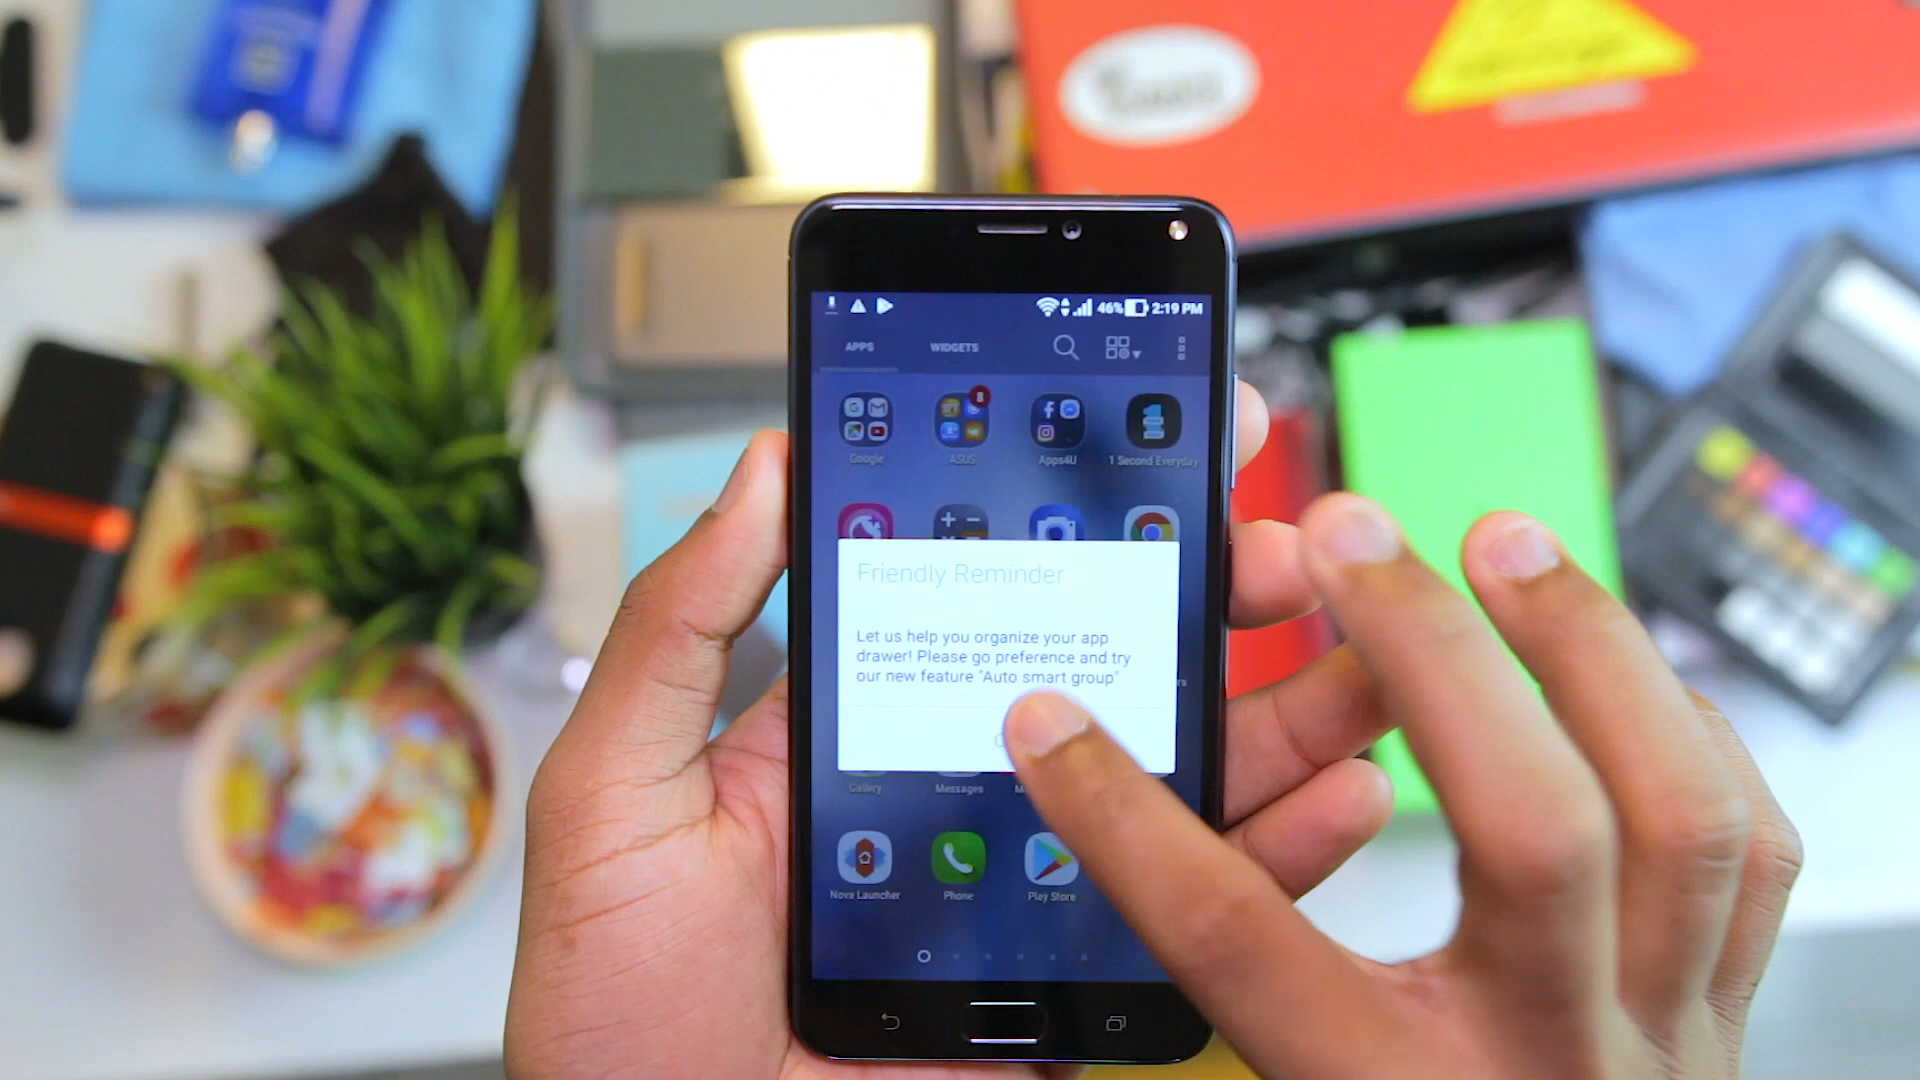 46% 2:19 PM
APPS WIDGETS
8
Google ASUS Apps4U 1 Second Everyday
Friendly Reminder
Let us help you organize your app
drawer! Please go preference and try
our new feature "Auto smart group"
Gallery Messages
Nova Launcher Phone Play Store